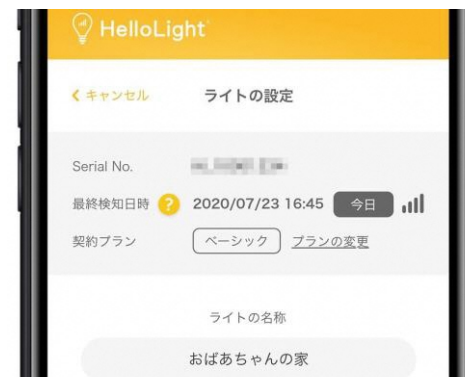 HelloLight
キャンセル ライトの設定
Serial No.
最終検知日時 ? 2020/07/23 16:45 今日
契約プラン ベーシック プランの変更
ライトの名称
おばあちゃんの家